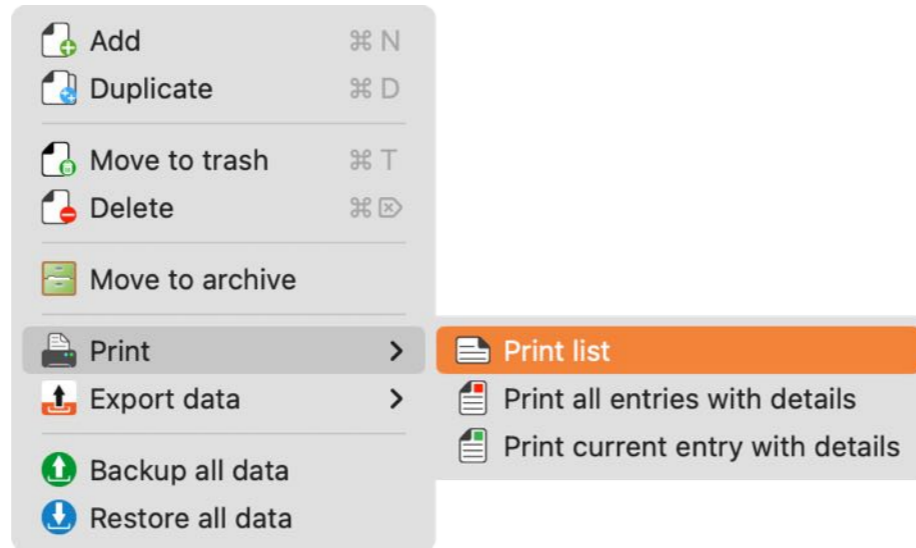 Add ⌘ N
Duplicate ⌘ D
Move to trash ⌘ T
Delete ⌘ ⌦
Move to archive
Print
Export data
Backup all data
Restore all data
Print list
Print all entries with details
Print current entry with details